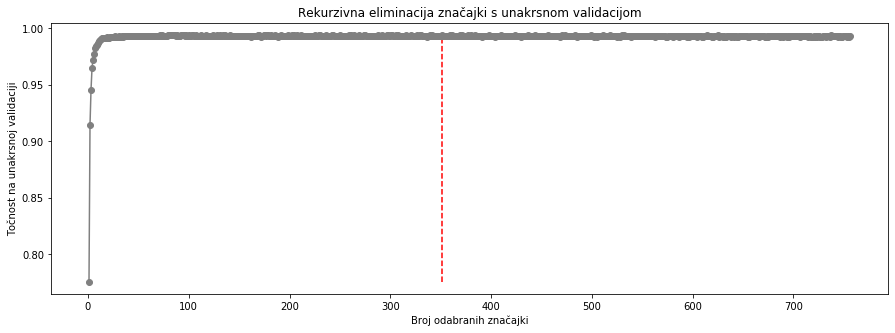 Rekurzivna eliminacija značajki s unakrsnom validacijom
1.00
0.95
0.90
0.85
0.80
Točnost na unakrsnoj validaciji
0 100 200 300 400 500 600 700
Broj odabranih značajki